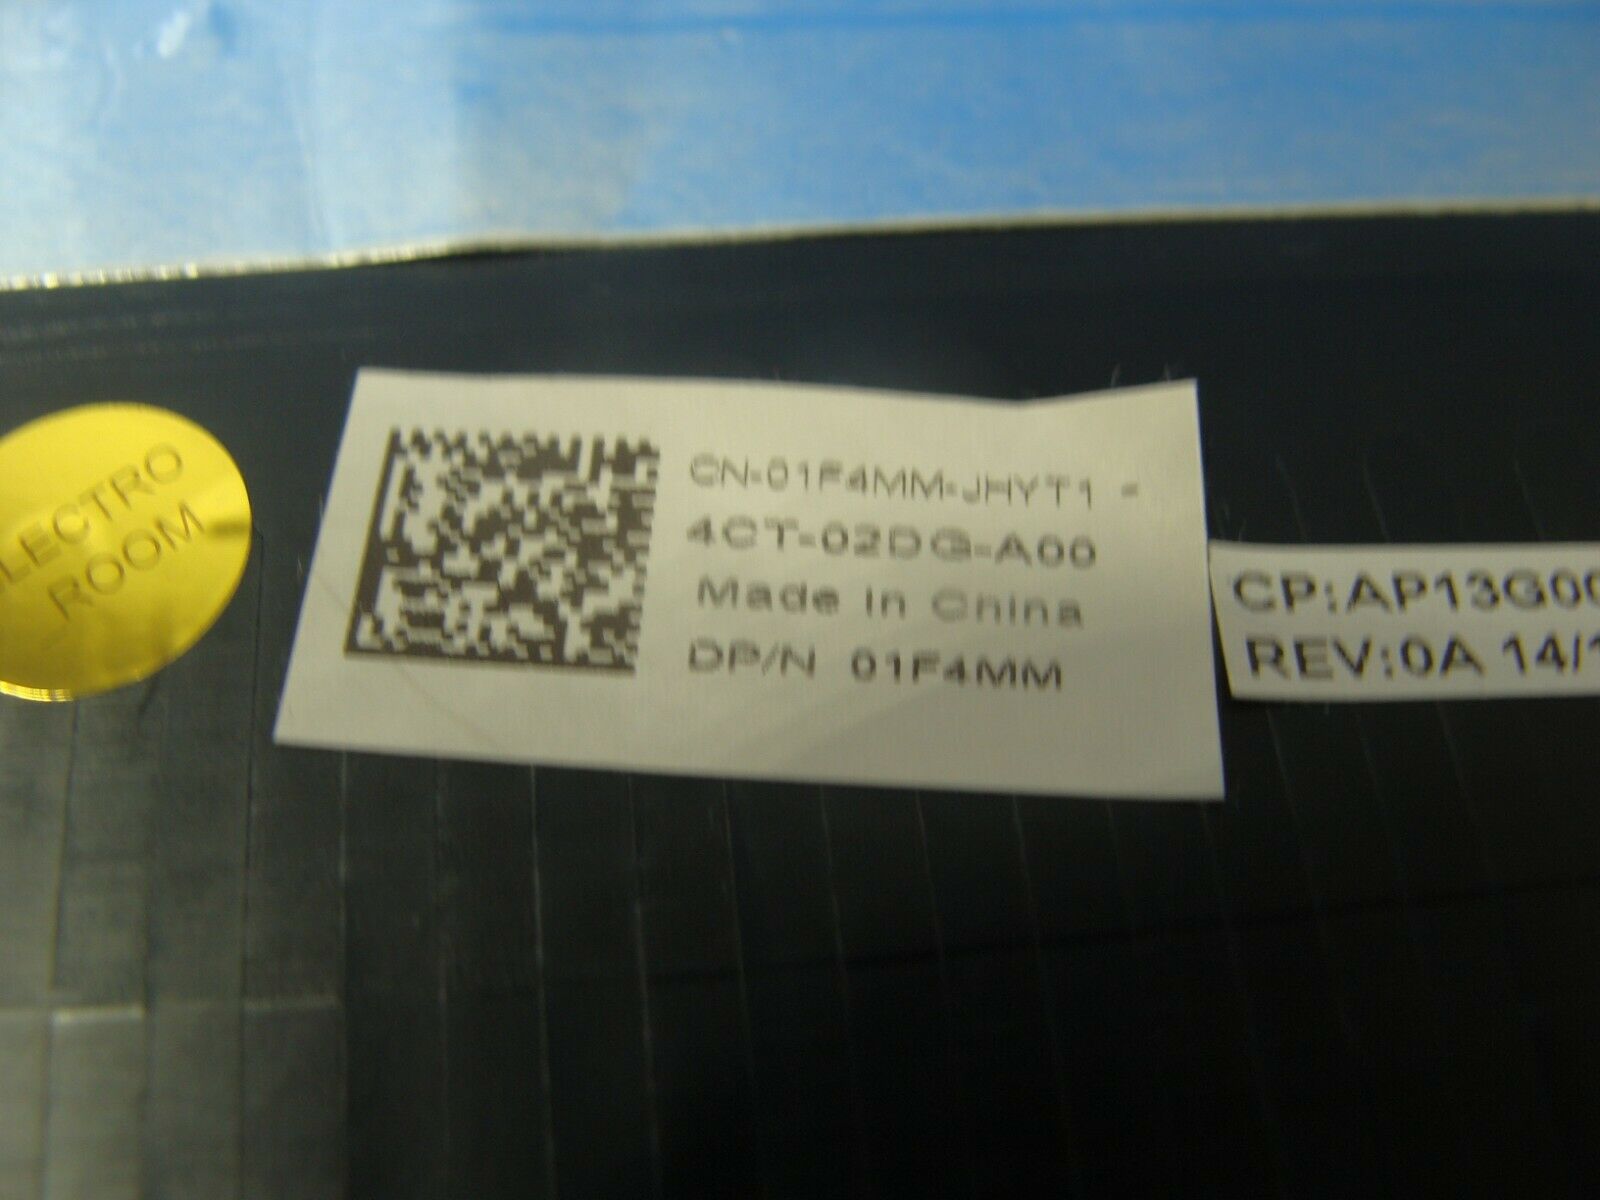 ELECTRO
ROOM
CN-01F4MM-JHYT1 -
4CT-02DG-A00
Made in China
DP/N 01F4MM
CP:AP13G00
REV:0A 14/1